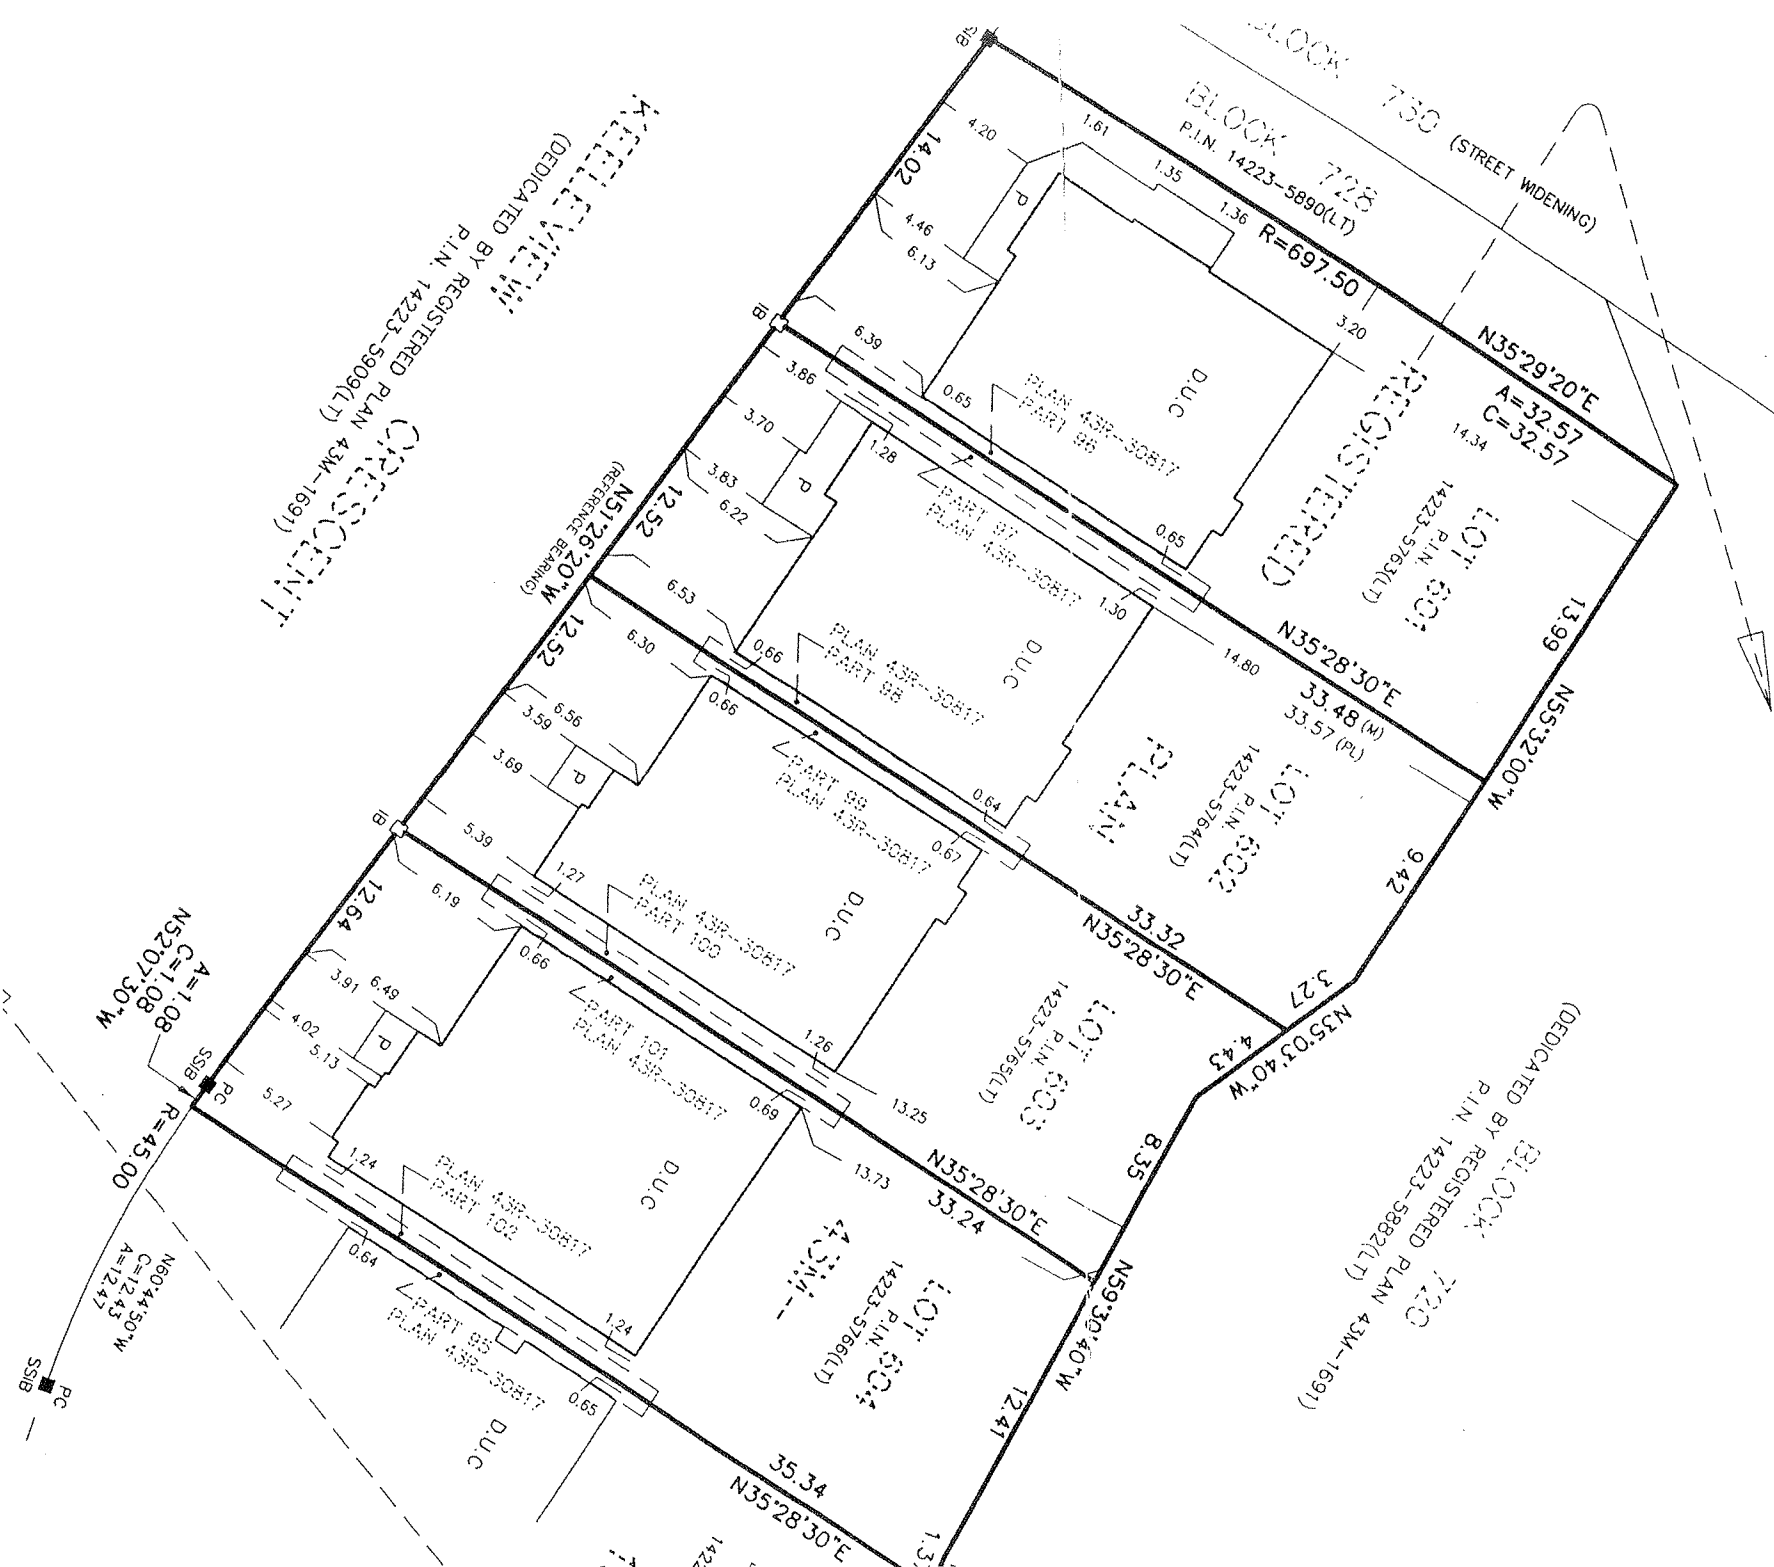 SIB
BLOCK
730
(STREET WIDENING)
BLOCK
728
P.I.N. 14223-5890(LT)
KEELEVIEW
CRESCENT
(DEDICATED BY REGISTERED PLAN 43M-1691)
P.I.N. 14223-5909(LT)
4.20
14.02
1.61
1.35
1.36
R=697.50
P
4.46
6.13
3.20
N35°29'20"E
A=32.57
C=32.57
14.34
IB
6.39
0.65
D.U.C
REGISTERED
PLAN 43R-30817
PART 96
LOT 601
P.I.N.
14223-5763(LT)
13.99
3.86
3.70
1.28
P
3.83
6.22
12.52
N51°26'20"W
(REFERENCE BEARING)
PART 97
PLAN 43R-30817
0.65
1.30
14.80
N35°28'30"E
33.48 (M)
33.57 (PL)
N55°32'00"W
6.53
0.66
PLAN 43R-30817
PART 98
D.U.C
PLAN
LOT 602
P.I.N.
14223-5764(LT)
9.42
12.52
6.30
0.66
6.56
3.59
3.69
P
PART 99
PLAN 43R-30817
0.64
0.67
33.32
N35°28'30"E
3.27
N35°03'40"W
4.43
IB
5.39
1.27
PLAN 43R-30817
PART 100
D.U.C
LOT 603
P.I.N.
14223-5765(LT)
8.35
12.64
6.19
0.66
6.49
3.91
4.02
P
5.13
PART 101
PLAN 43R-30817
1.26
0.69
13.25
13.73
N35°28'30"E
33.24
N59°30'40"W
A=1.08
C=1.08
N52°07'30"W
SSIB
PC
R=45.00
5.27
1.24
PLAN 43R-30817
PART 102
D.U.C
43M-
LOT 604
P.I.N.
14223-5766(LT)
12.41
BLOCK
720
(DEDICATED BY REGISTERED PLAN 43M-1691)
P.I.N. 14223-5882(LT)
N60°44'50"W
C=12.43
A=12.47
SSIB
PC
0.64
PART 95
PLAN 43R-30817
1.24
0.65
D.U.C
35.34
N35°28'30"E